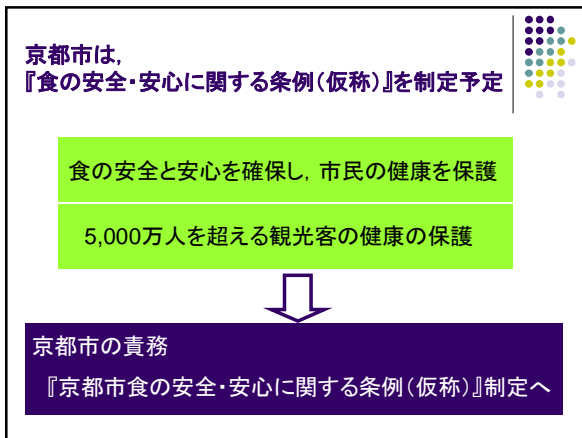 京都市は，
『食の安全・安心に関する条例（仮称）』を制定予定
食の安全と安心を確保し，市民の健康を保護
5,000万人を超える観光客の健康の保護
京都市の責務
『京都市食の安全・安心に関する条例（仮称）』制定へ